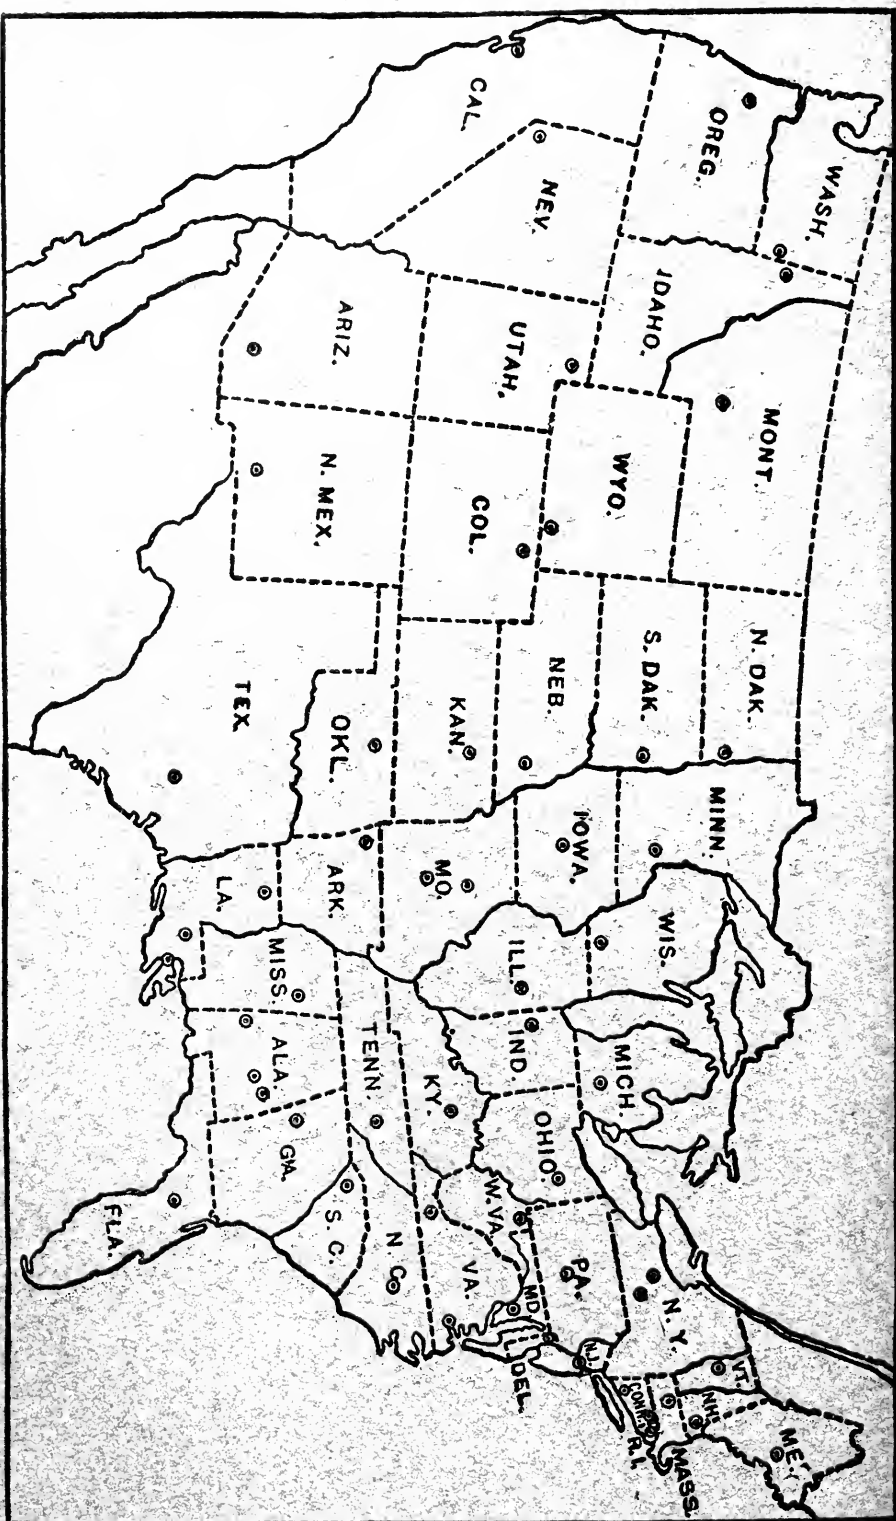 WASH.
OREG.
CAL.
NEV.
IDAHO.
MONT.
WYO.
UTAH.
ARIZ.
COL.
N. MEX.
N. DAK.
S. DAK.
NEB.
KAN.
OKL.
TEX
MINN.
IOWA.
MO.
ARK.
LA.
WIS.
ILL.
MICH.
IND.
OHIO.
KY.
TENN.
MISS.
ALA.
GA.
FLA.
S. C.
N C.
VA.
W. VA.
MD.
DEL.
PA.
N.J.
N. Y.
CONN.
R.I.
MASS.
VT.
NH.
ME.